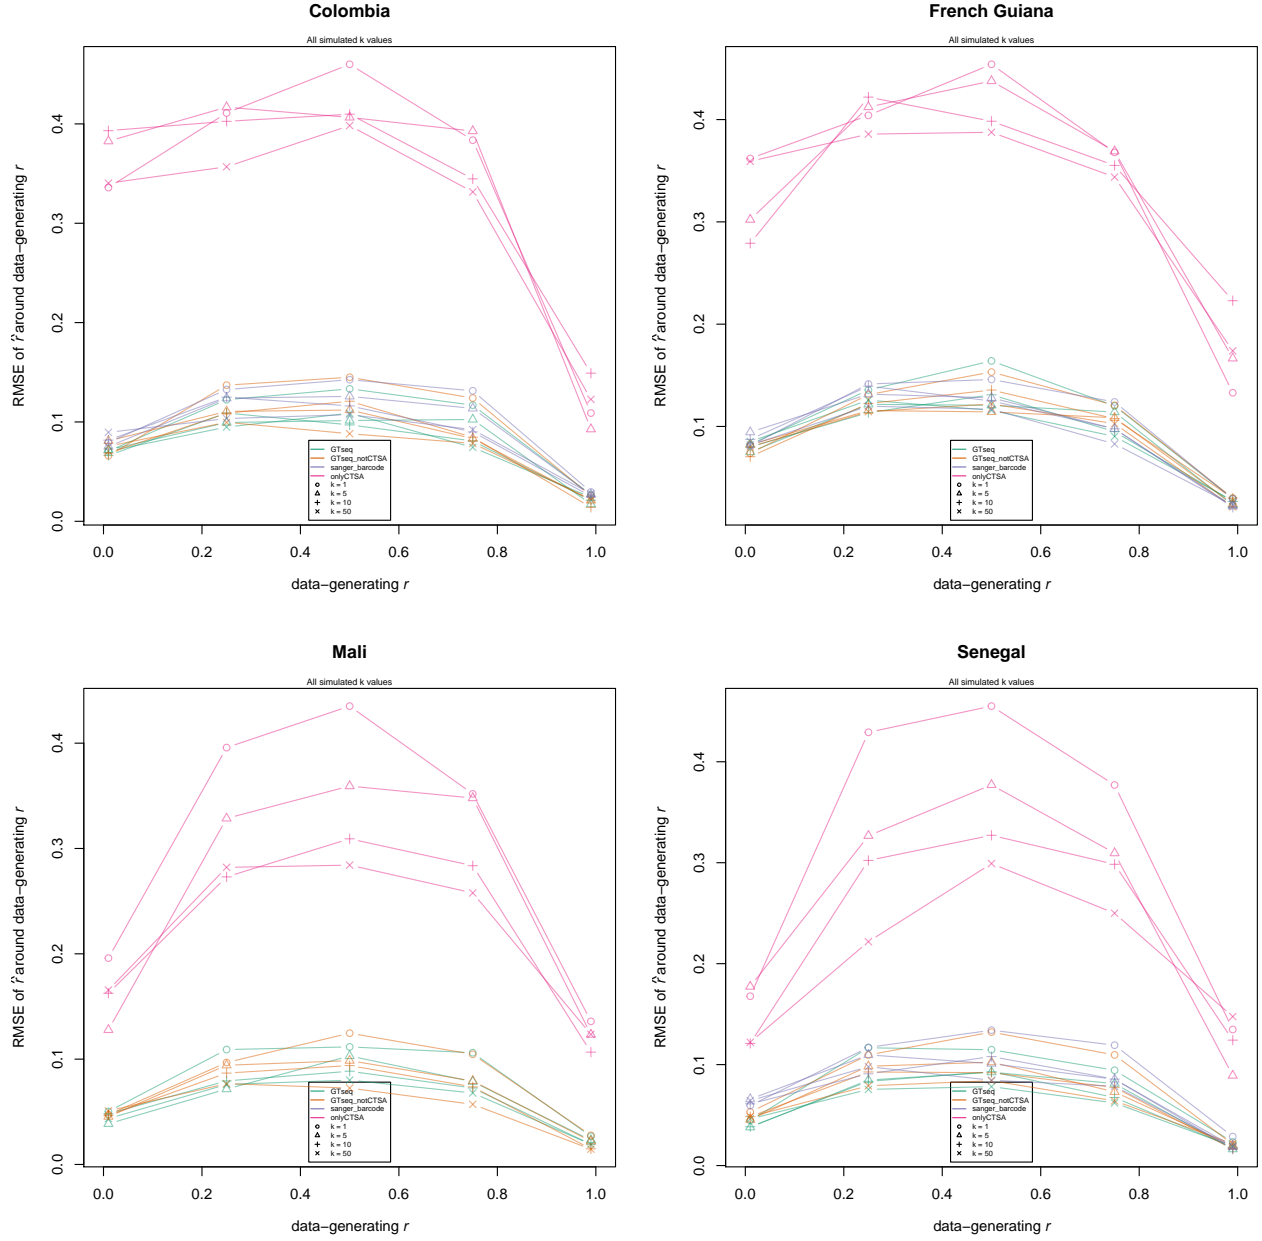 Colombia
All simulated k values
RMSE of r̂ around data−generating r
0.0
0.1
0.2
0.3
0.4
0.0 0.2 0.4 0.6 0.8 1.0
data−generating r
GTseq
GTseq_notCTSA
sanger_barcode
onlyCTSA
k = 1
k = 5
k = 10
k = 50
French Guiana
All simulated k values
RMSE of r̂ around data−generating r
0.1
0.2
0.3
0.4
0.0 0.2 0.4 0.6 0.8 1.0
data−generating r
GTseq
GTseq_notCTSA
sanger_barcode
onlyCTSA
k = 1
k = 5
k = 10
k = 50
Mali
All simulated k values
RMSE of r̂ around data−generating r
0.0
0.1
0.2
0.3
0.4
0.0 0.2 0.4 0.6 0.8 1.0
data−generating r
GTseq
GTseq_notCTSA
sanger_barcode
onlyCTSA
k = 1
k = 5
k = 10
k = 50
Senegal
All simulated k values
RMSE of r̂ around data−generating r
0.0
0.1
0.2
0.3
0.4
0.0 0.2 0.4 0.6 0.8 1.0
data−generating r
GTseq
GTseq_notCTSA
sanger_barcode
onlyCTSA
k = 1
k = 5
k = 10
k = 50